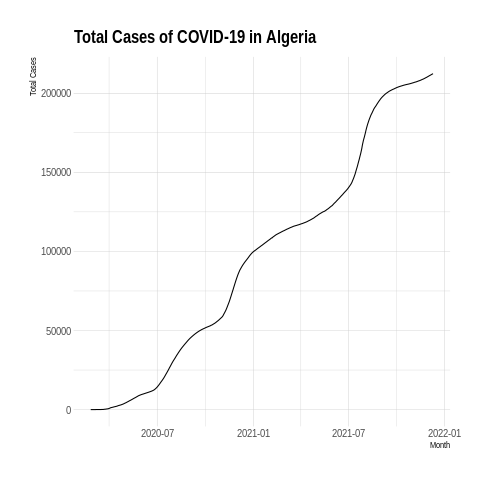 Total Cases of COVID-19 in Algeria
Total Cases
200000
150000
100000
50000
0
2020-07 2021-01 2021-07 2022-01
Month